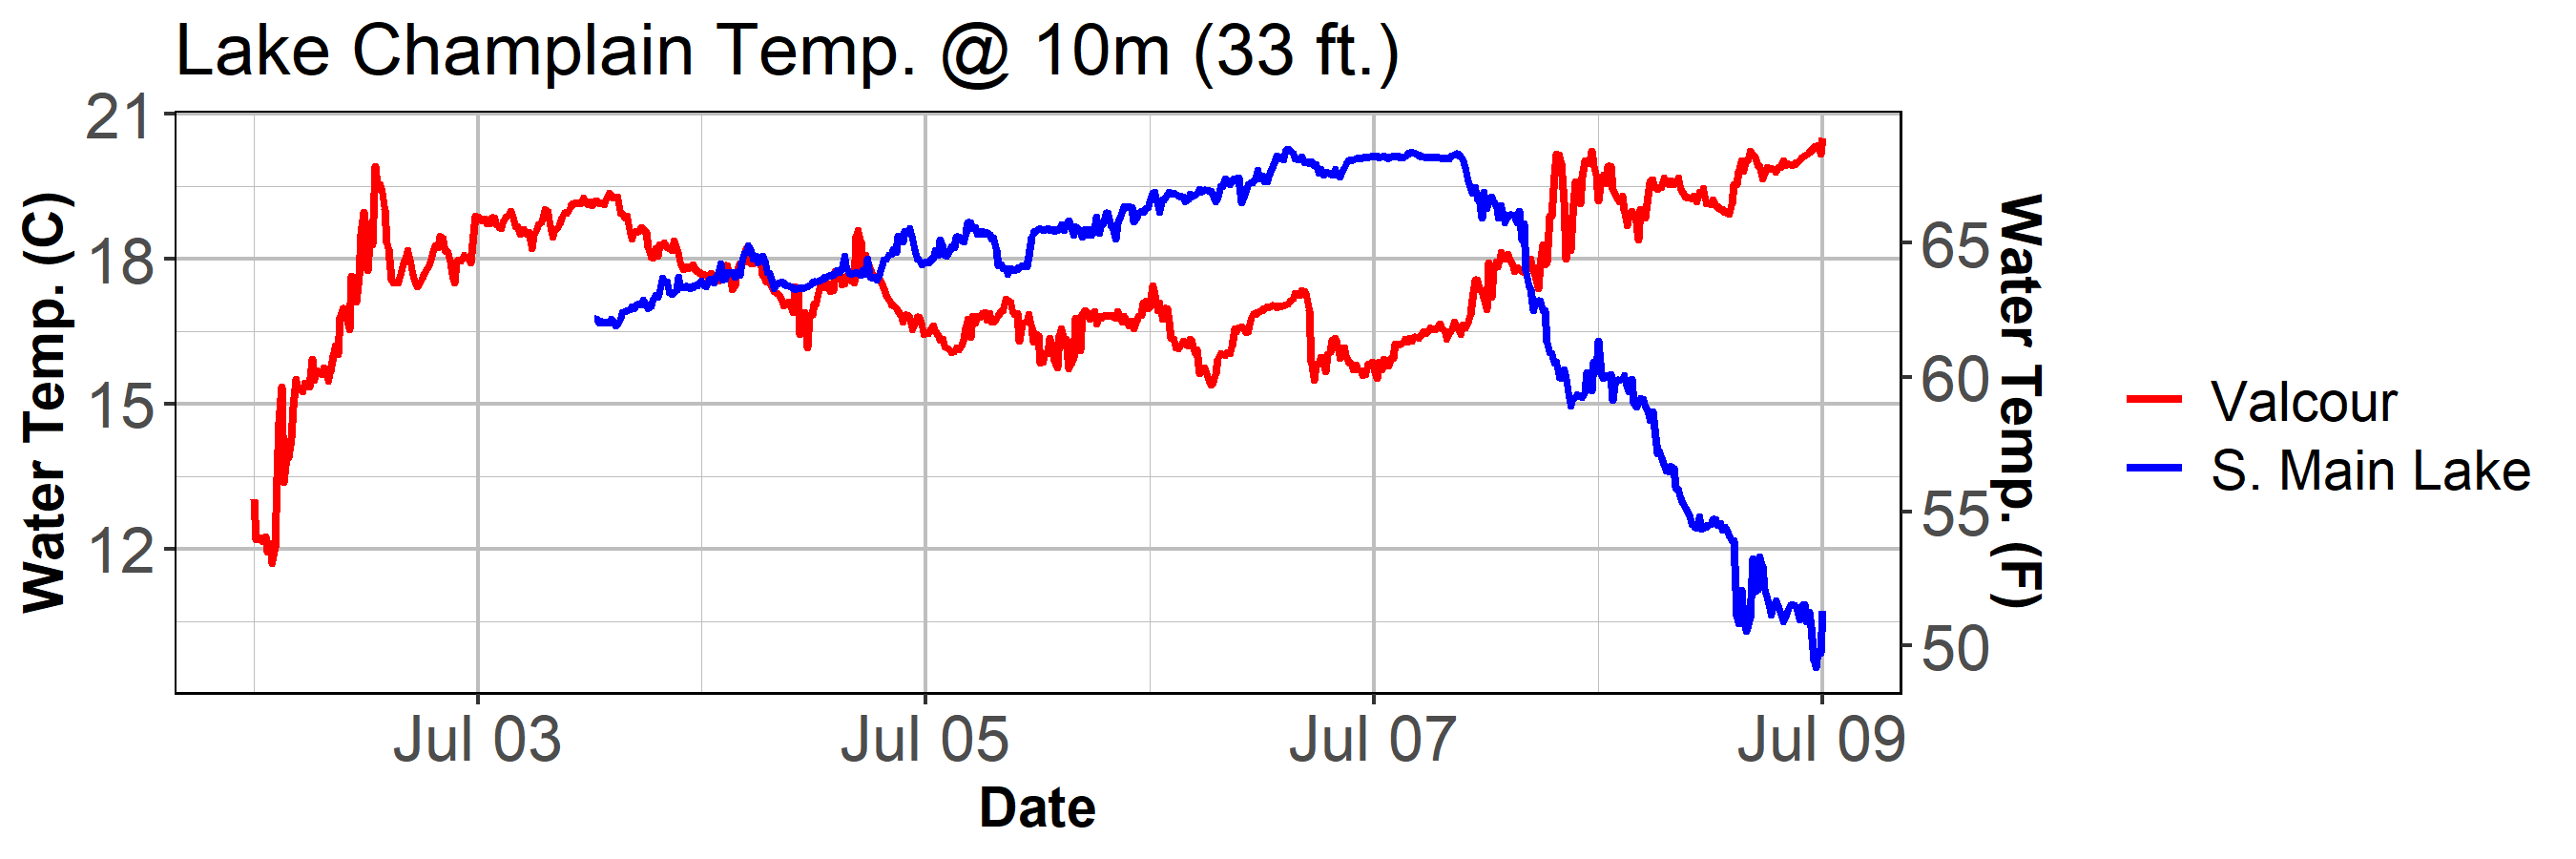 Lake Champlain Temp. @ 10m (33 ft.)
Water Temp. (C)
21
18
15
12
65
60
55
50
Water Temp. (F)
Jul 03
Jul 05
Jul 07
Jul 09
Date
Valcour
S. Main Lake